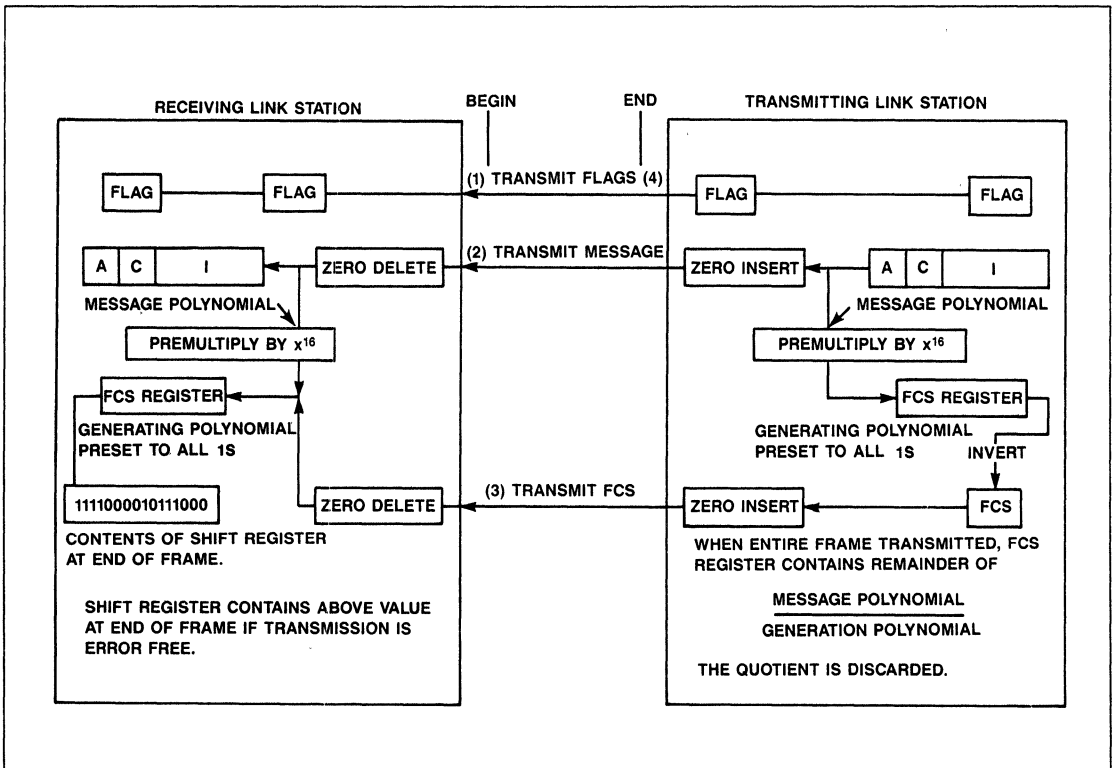 RECEIVING LINK STATION
BEGIN
END
TRANSMITTING LINK STATION
FLAG
FLAG
(1) TRANSMIT FLAGS (4)
FLAG
FLAG
A C I
ZERO DELETE
(2) TRANSMIT MESSAGE
ZERO INSERT
A C I
MESSAGE POLYNOMIAL
MESSAGE POLYNOMIAL
PREMULTIPLY BY x¹⁶
PREMULTIPLY BY x¹⁶
FCS REGISTER
FCS REGISTER
GENERATING POLYNOMIAL
PRESET TO ALL 1S
GENERATING POLYNOMIAL
PRESET TO ALL 1S
INVERT
1111000010111000
ZERO DELETE
(3) TRANSMIT FCS
ZERO INSERT
FCS
CONTENTS OF SHIFT REGISTER
AT END OF FRAME.
WHEN ENTIRE FRAME TRANSMITTED, FCS
REGISTER CONTAINS REMAINDER OF
MESSAGE POLYNOMIAL
GENERATION POLYNOMIAL
SHIFT REGISTER CONTAINS ABOVE VALUE
AT END OF FRAME IF TRANSMISSION IS
ERROR FREE.
THE QUOTIENT IS DISCARDED.